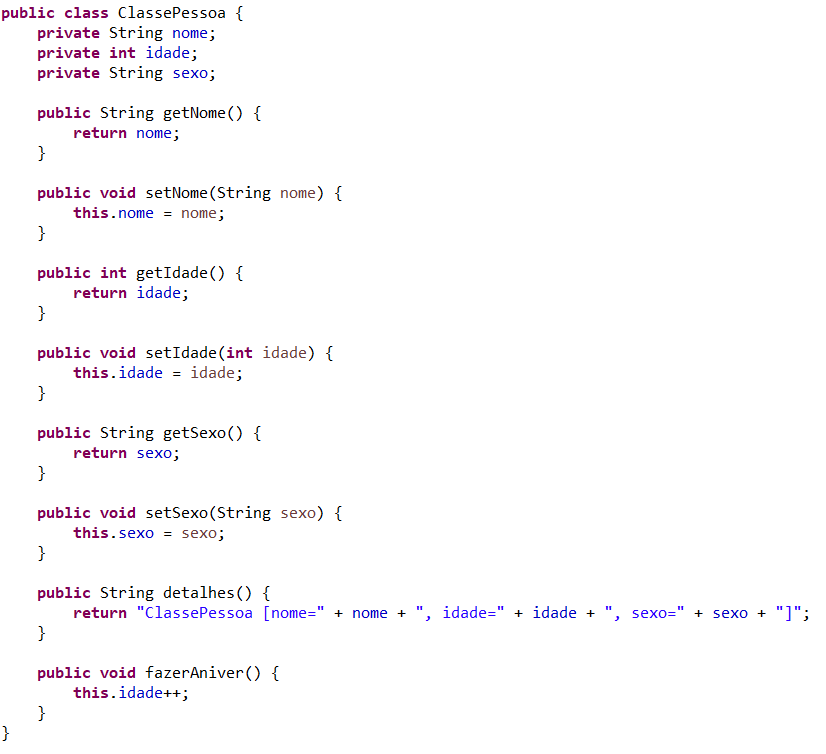 public class ClassePessoa {
    private String nome;
    private int idade;
    private String sexo;

    public String getNome() {
        return nome;
    }

    public void setNome(String nome) {
        this.nome = nome;
    }

    public int getIdade() {
        return idade;
    }

    public void setIdade(int idade) {
        this.idade = idade;
    }

    public String getSexo() {
        return sexo;
    }

    public void setSexo(String sexo) {
        this.sexo = sexo;
    }

    public String detalhes() {
        return "ClassePessoa [nome=" + nome + ", idade=" + idade + ", sexo=" + sexo + "]";
    }

    public void fazerAniver() {
        this.idade++;
    }
}